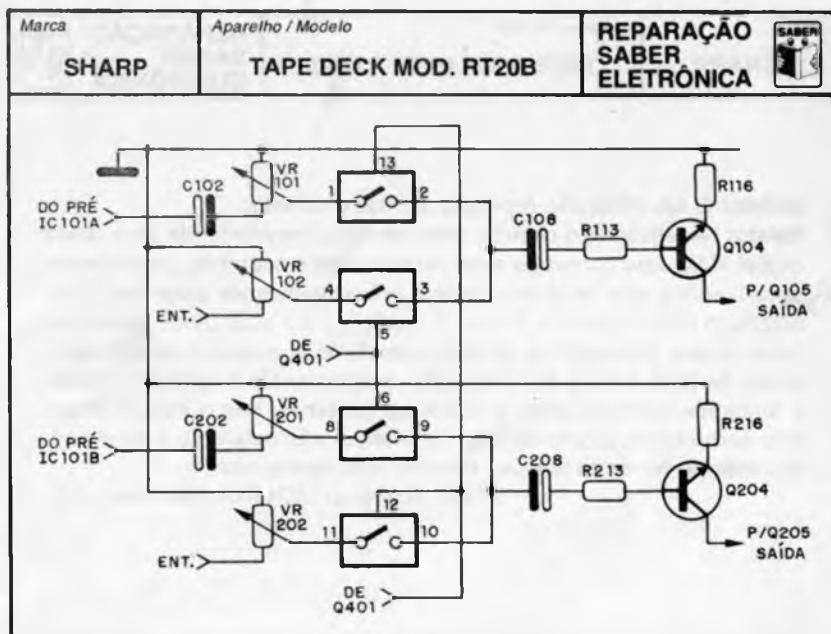 Marca
SHARP
Aparelho / Modelo
TAPE DECK MOD. RT20B
REPARAÇÃO
SABER
ELETRÔNICA
SABER
VR
101
C102
DO PRÉ
IC101A
13
1
2
R116
C108
R113
Q104
VR
102
ENT.
4
3
5
DE
Q401
P/ Q105
SAÍDA
VR
201
C202
DO PRÉ
IC101B
6
8
9
R216
C208
R213
Q204
VR
202
ENT.
12
11
10
P/Q205
SAÍDA
DE
Q401